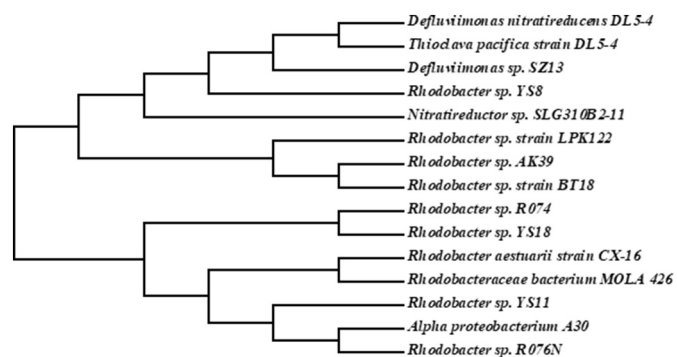 Defluviimonas nitratireducens DL5-4
Thioclava pacifica strain DL5-4
Defluviimonas sp. SZ13
Rhodobacter sp. YS8
Nitratireductor sp. SLG310B2-11
Rhodobacter sp. strain LPK122
Rhodobacter sp. AK39
Rhodobacter sp. strain BT18
Rhodobacter sp. R074
Rhodobacter sp. YS18
Rhodobacter aestuarii strain CX-16
Rhodobacteraceae bacterium MOLA 426
Rhodobacter sp. YS11
Alpha proteobacterium A30
Rhodobacter sp. R076N